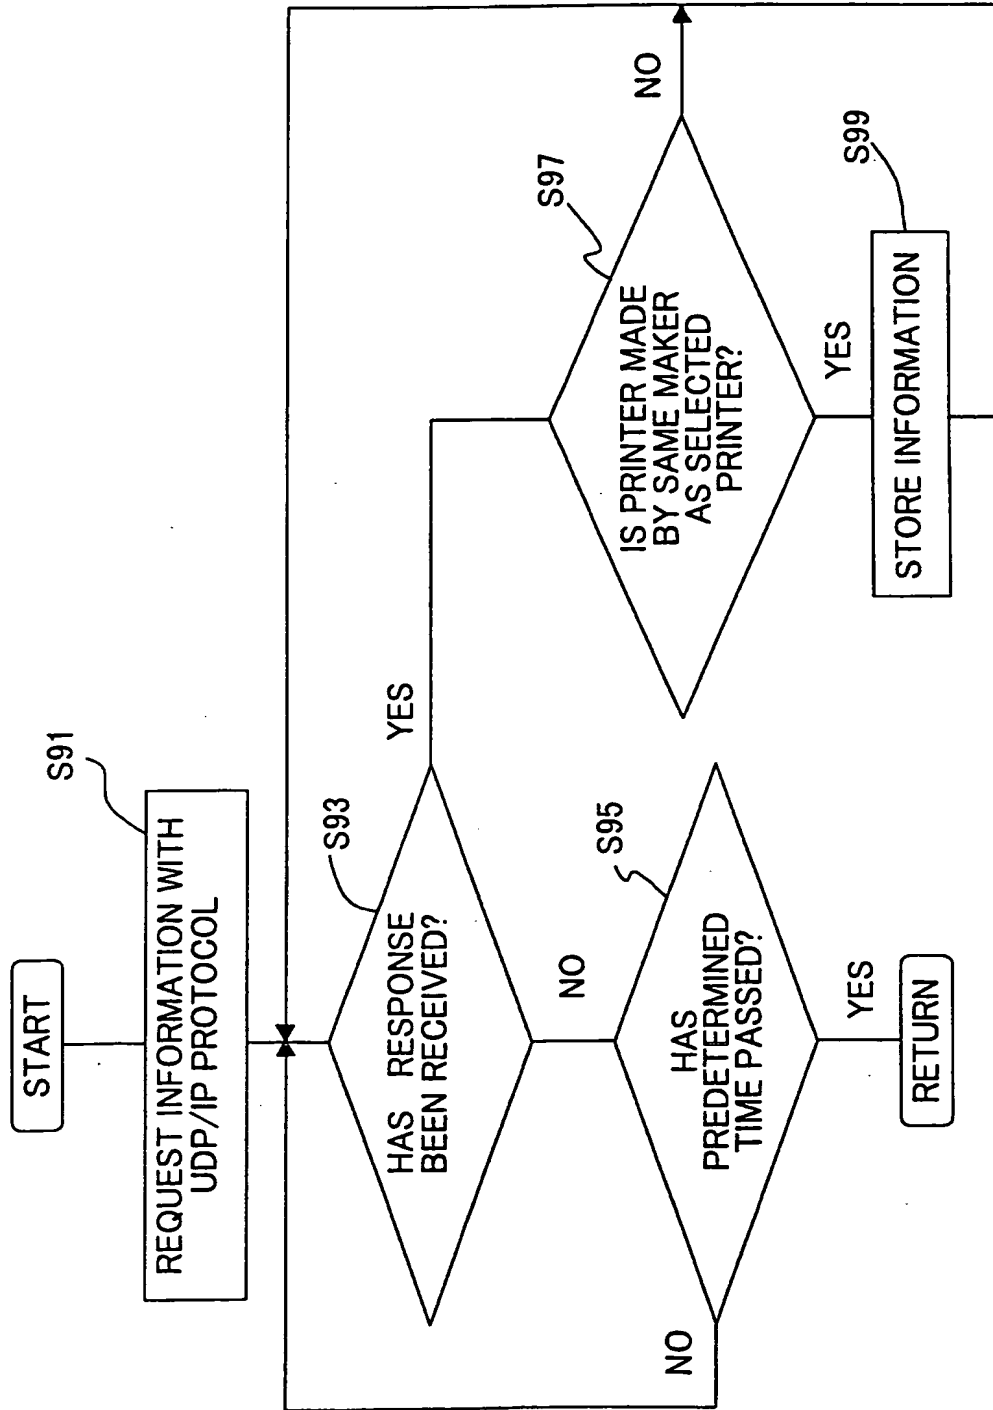 START
REQUEST INFORMATION WITH
UDP/IP PROTOCOL
S91
HAS RESPONSE
BEEN RECEIVED?
S93
YES
NO
HAS
PREDETERMINED
TIME PASSED?
S95
NO
YES
RETURN
IS PRINTER MADE
BY SAME MAKER
AS SELECTED
PRINTER?
S97
NO
YES
STORE INFORMATION
S99